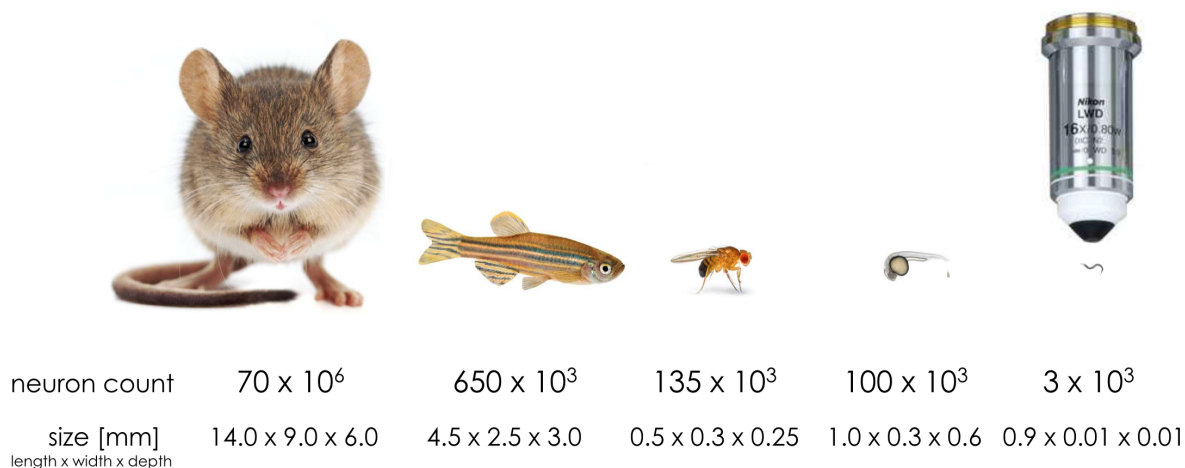 Nikon
LWD
16X/0.80w
DIC N2
neuron count 70 x 10⁶ 650 x 10³ 135 x 10³ 100 x 10³ 3 x 10³
size [mm] 14.0 x 9.0 x 6.0 4.5 x 2.5 x 3.0 0.5 x 0.3 x 0.25 1.0 x 0.3 x 0.6 0.9 x 0.01 x 0.01
length x width x depth